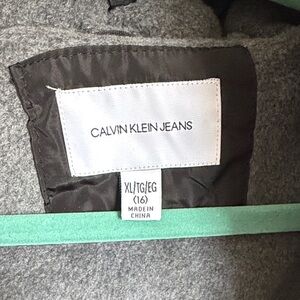 CALVIN KLEIN JEANS
XL/TG/EG
(16)
MADE IN
CHINA